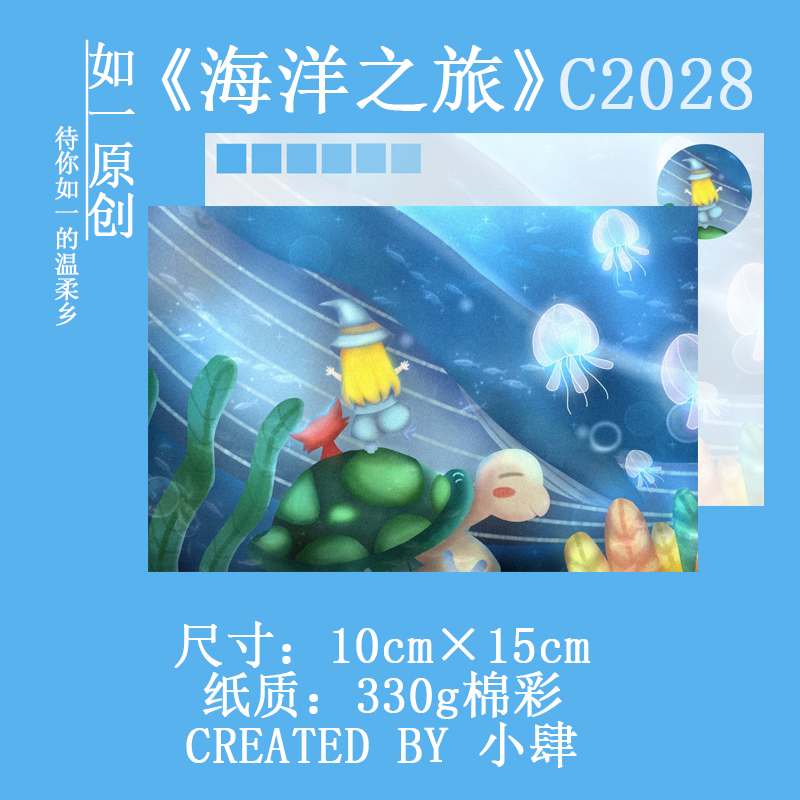 如一原创
待你如一的温柔乡
《海洋之旅》C2028
尺寸：10cm×15cm
纸质：330g棉彩
CREATED BY 小肆